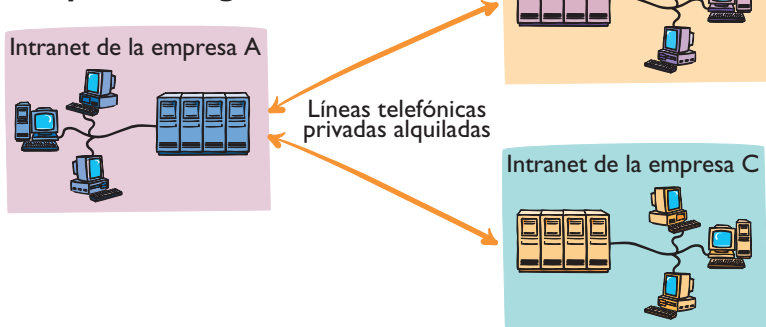 Intranet de la empresa A
Líneas telefónicas
privadas alquiladas
Intranet de la empresa C